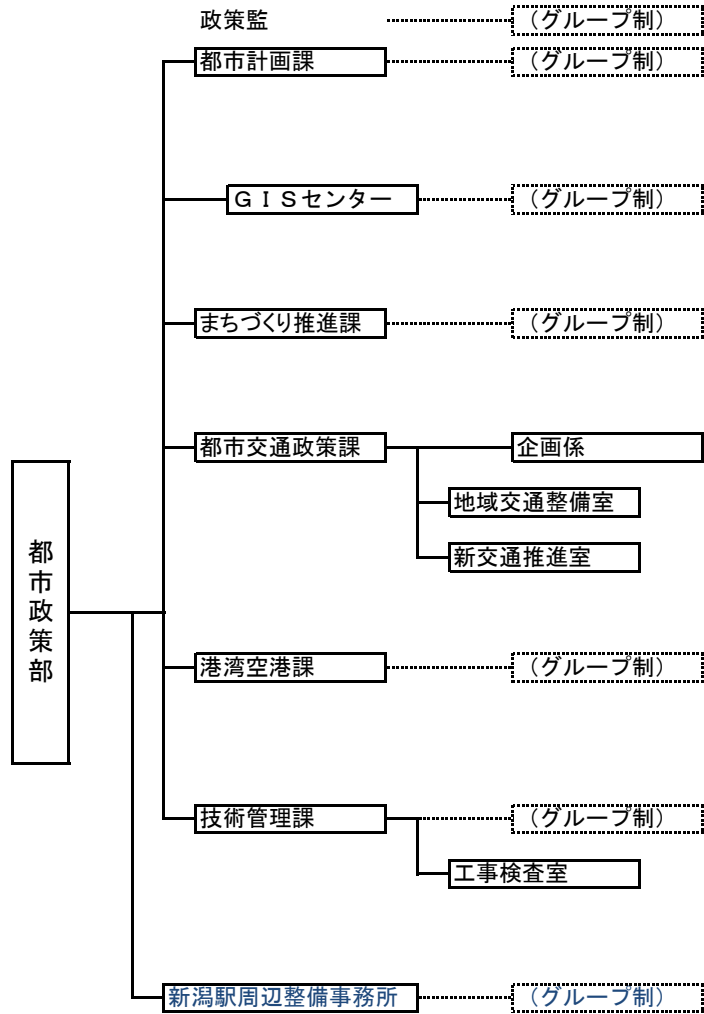 政策監 （グループ制）
都市計画課 （グループ制）
ＧＩＳセンター （グループ制）
まちづくり推進課 （グループ制）
都市交通政策課 企画係
地域交通整備室
新交通推進室
都市政策部
港湾空港課 （グループ制）
技術管理課 （グループ制）
工事検査室
新潟駅周辺整備事務所 （グループ制）